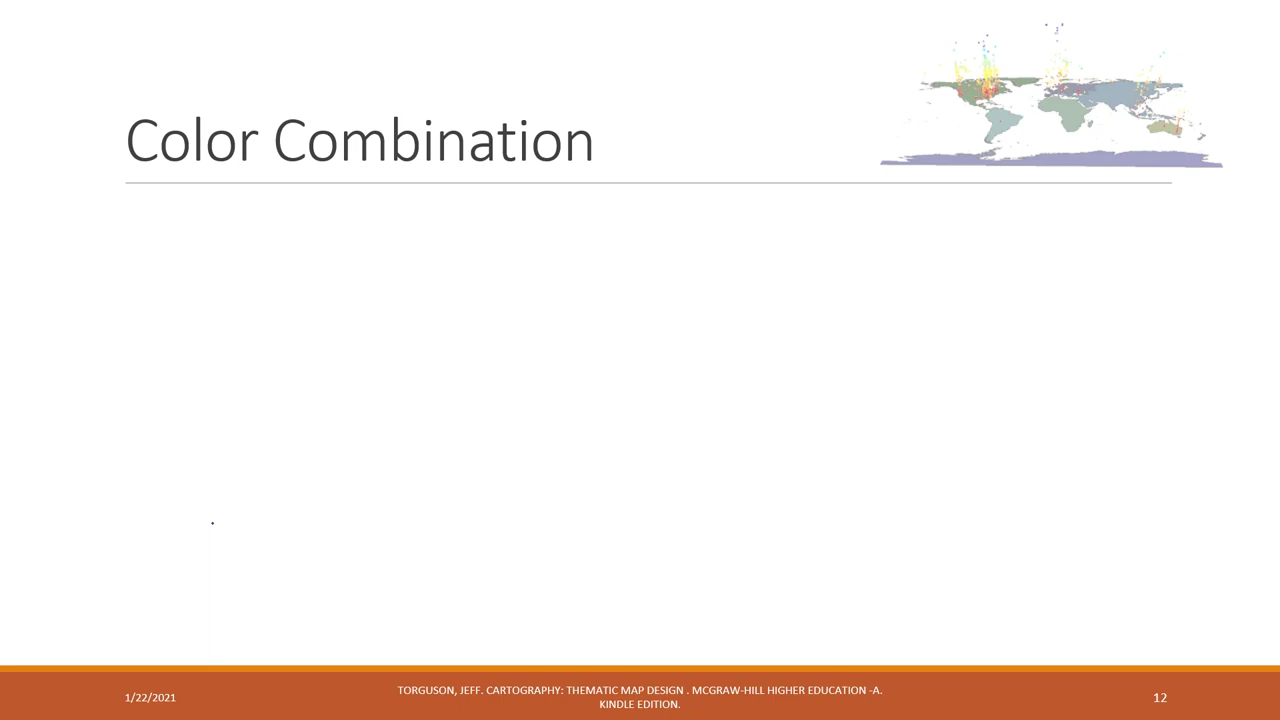 Color Combination
1/22/2021
TORGUSON, JEFF. CARTOGRAPHY: THEMATIC MAP DESIGN . MCGRAW-HILL HIGHER EDUCATION -A.
KINDLE EDITION.
12